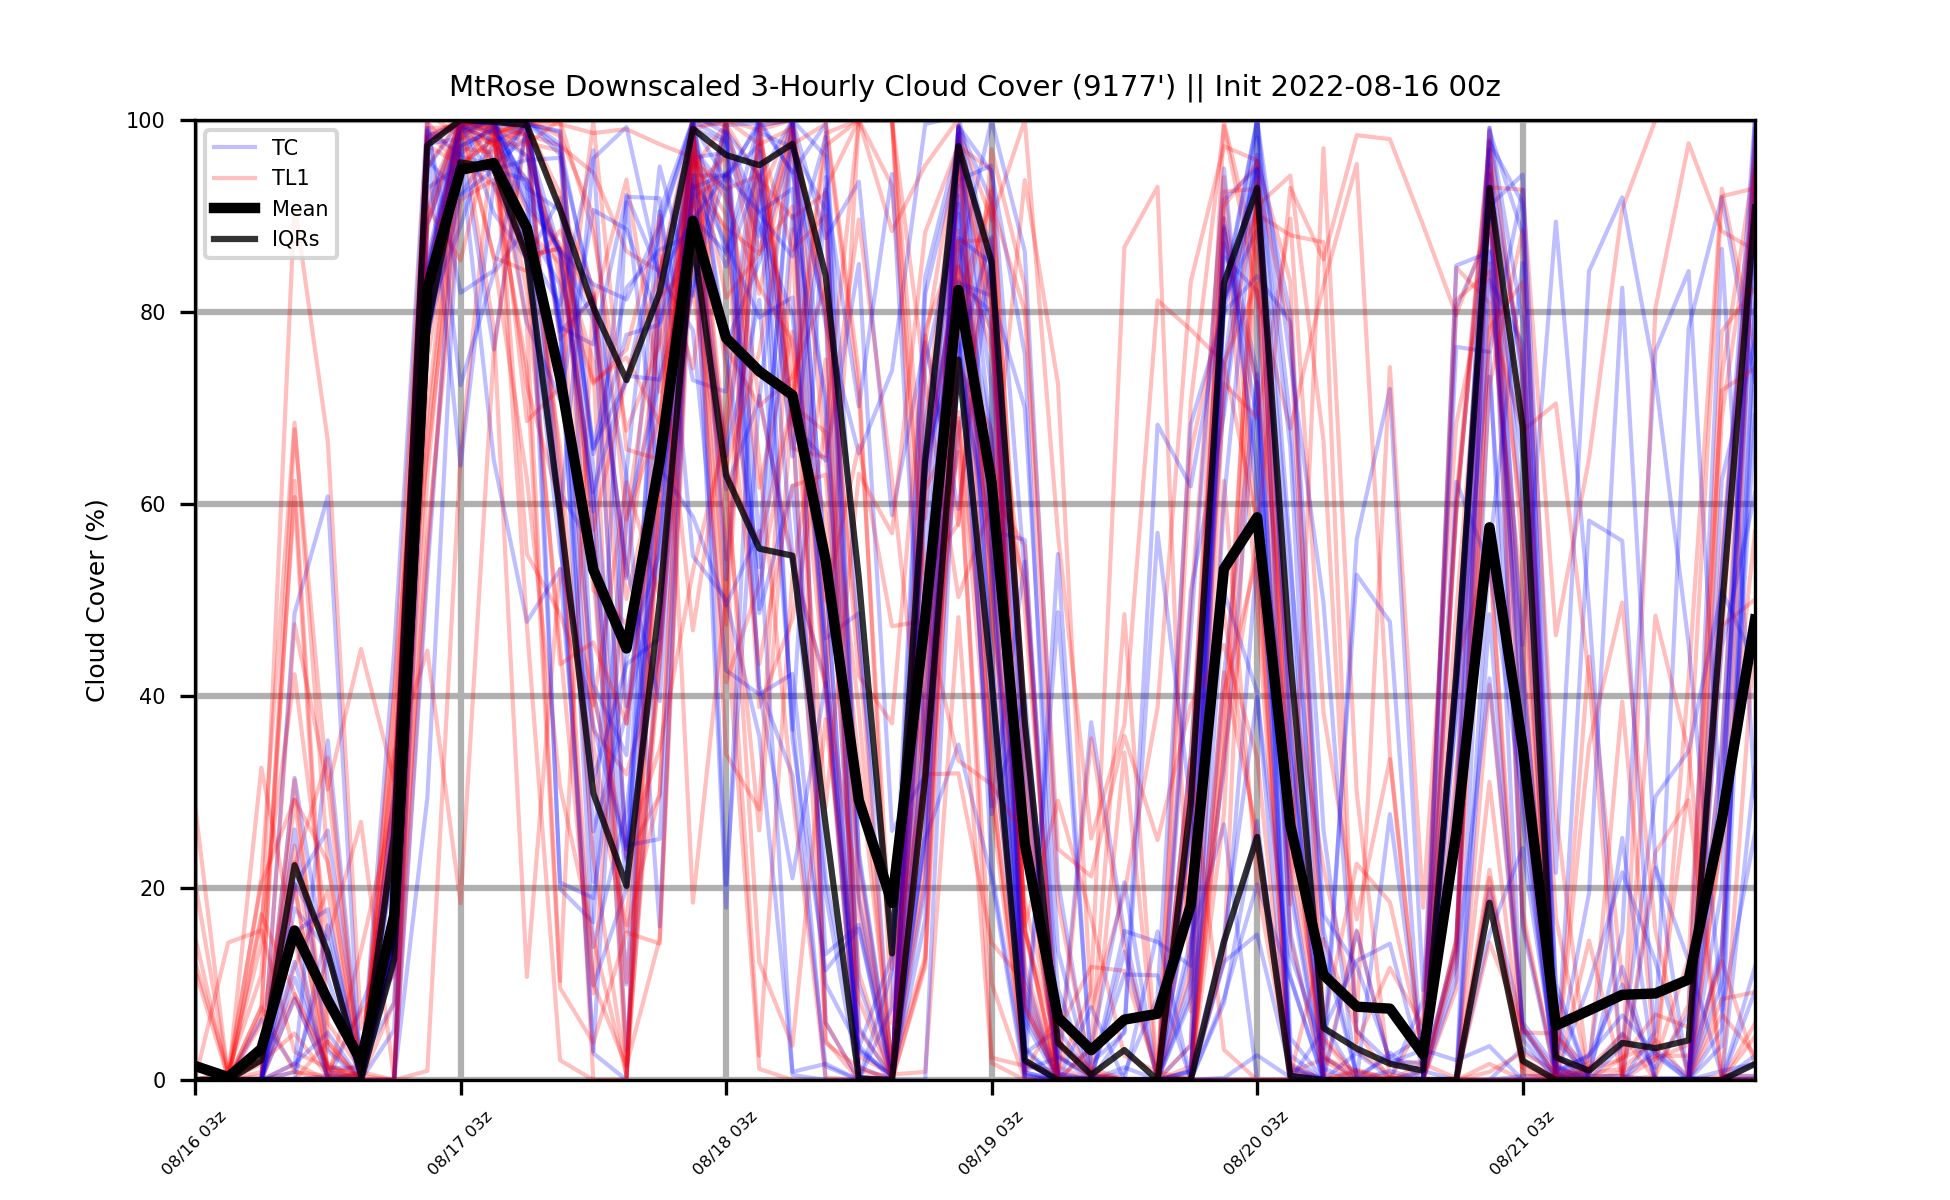 MtRose Downscaled 3-Hourly Cloud Cover (9177') || Init 2022-08-16 00z
100
80
60
40
20
0
Cloud Cover (%)
TC
TL1
Mean
IQRs
08/16 03z
08/17 03z
08/18 03z
08/19 03z
08/20 03z
08/21 03z